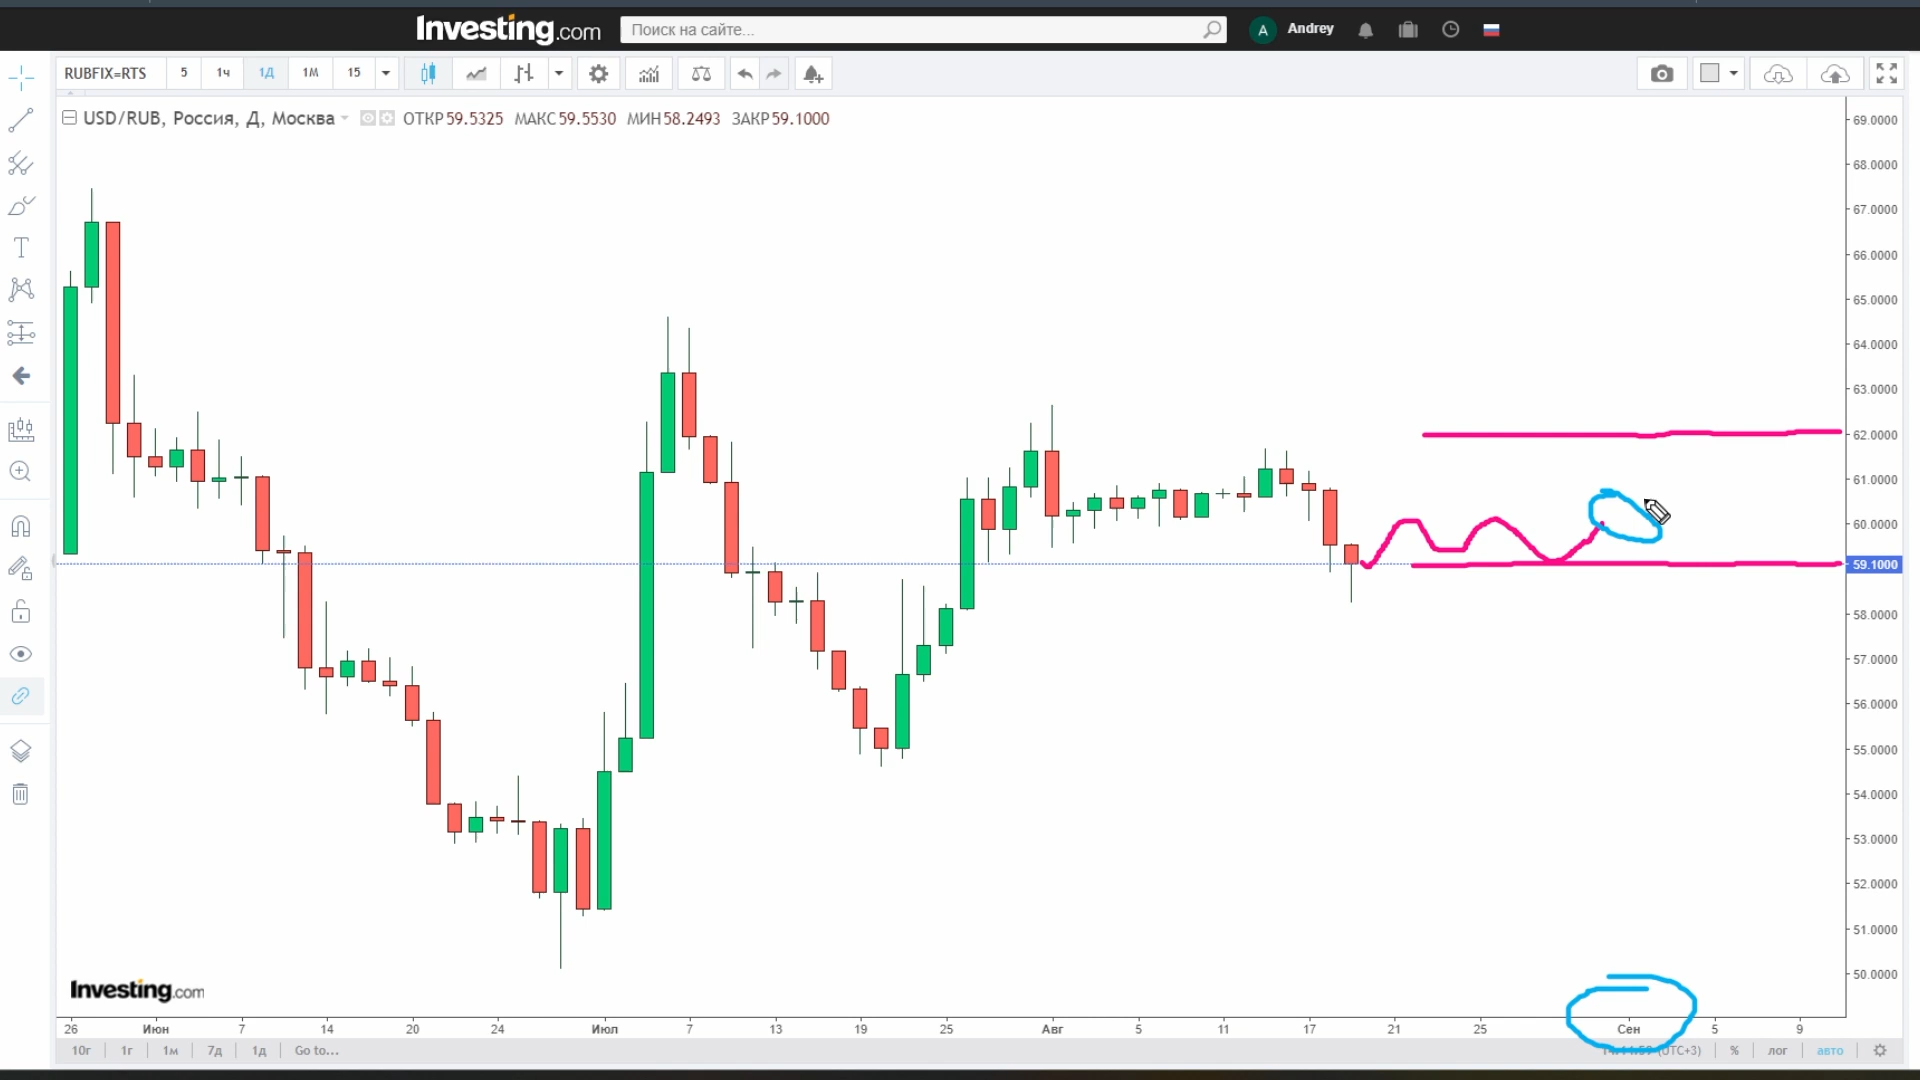 Investing.com
Поиск на сайте...
A
Andrey
RUBFIX=RTS 5 1ч 1Д 1М 15
USD/RUB, Россия, Д, Москва ОТКР 59.5325 МАКС 59.5530 МИН 58.2493 ЗАКР 59.1000
69.0000
68.0000
67.0000
66.0000
65.0000
64.0000
63.0000
62.0000
61.0000
60.0000
59.1000
58.0000
57.0000
56.0000
55.0000
54.0000
53.0000
52.0000
51.0000
50.0000
Investing.com
26 Июн 7 14 20 24 Июл 7 13 19 25 Авг 5 11 17 21 25 Сен 5 9
10г 1г 1м 7д 1д Go to... (UTC+3) % лог авто